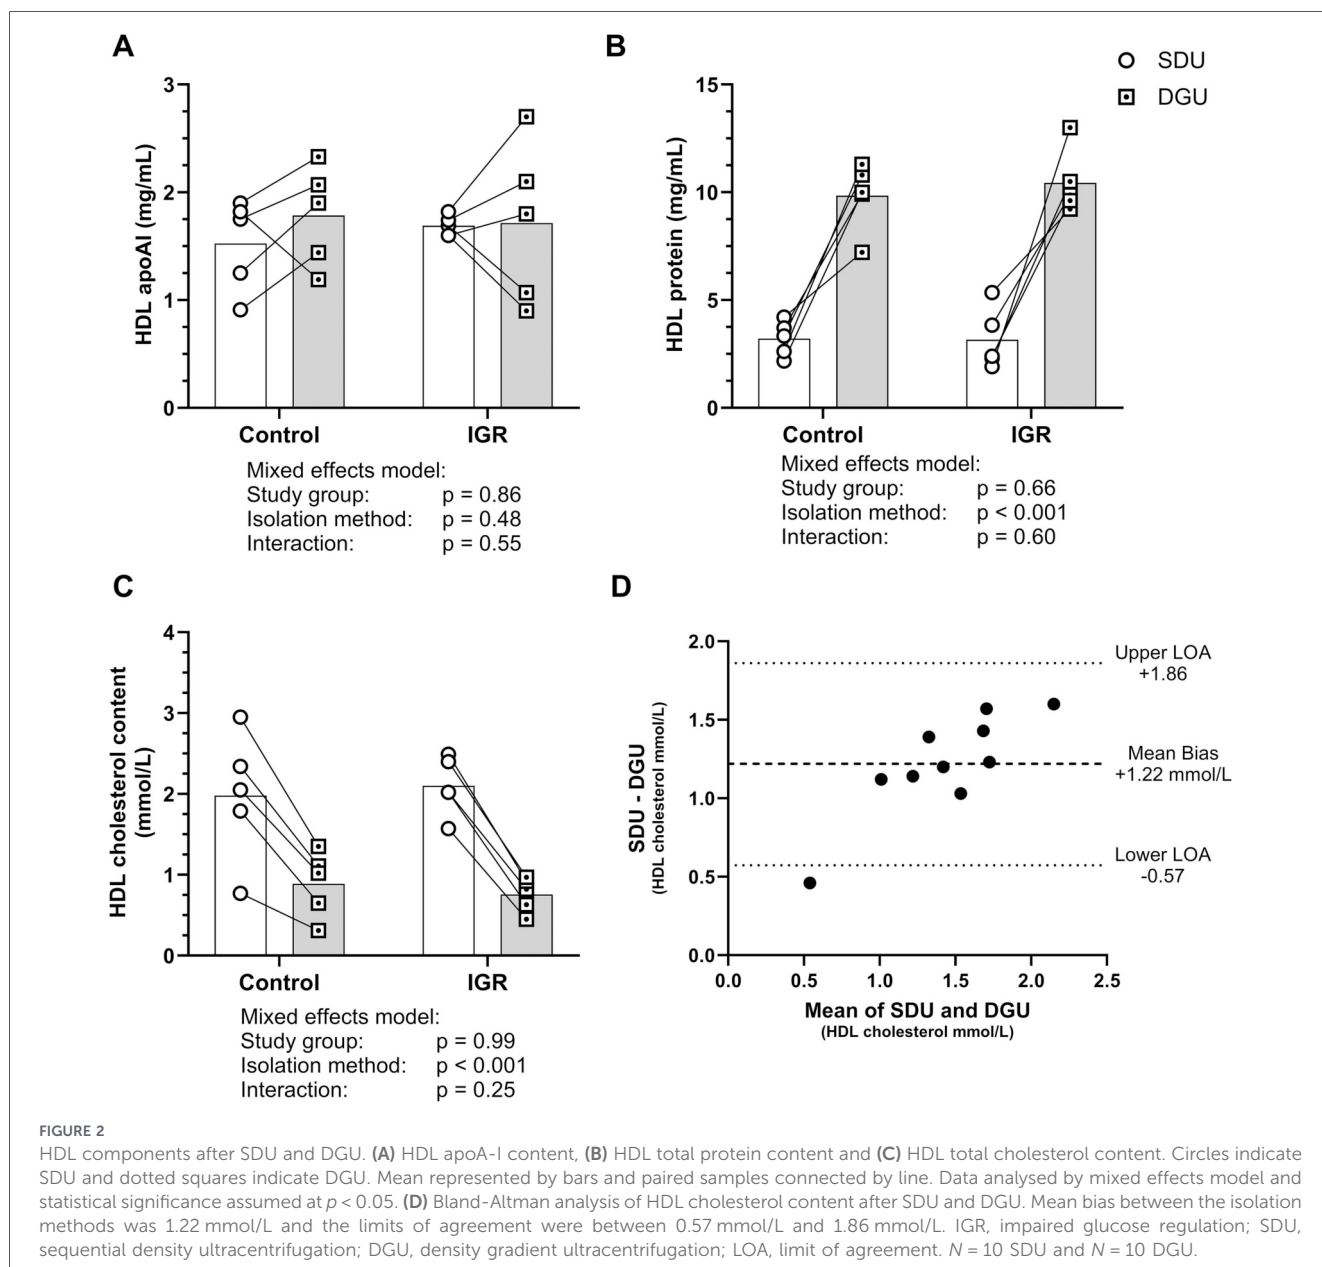 A
B
SDU
DGU
HDL apoAI (mg/mL)
3
2
1
0
Control
IGR
Mixed effects model:
Study group: p = 0.86
Isolation method: p = 0.48
Interaction: p = 0.55
HDL protein (mg/mL)
15
10
5
0
Control
IGR
Mixed effects model:
Study group: p = 0.66
Isolation method: p < 0.001
Interaction: p = 0.60
C
HDL cholesterol content
(mmol/L)
4
3
2
1
0
Control
IGR
Mixed effects model:
Study group: p = 0.99
Isolation method: p < 0.001
Interaction: p = 0.25
D
SDU - DGU
(HDL cholesterol mmol/L)
2.0
1.5
1.0
0.5
0.0
0.0 0.5 1.0 1.5 2.0 2.5
Mean of SDU and DGU
(HDL cholesterol mmol/L)
Upper LOA
+1.86
Mean Bias
+1.22 mmol/L
Lower LOA
-0.57
FIGURE 2
HDL components after SDU and DGU. (A) HDL apoA-I content, (B) HDL total protein content and (C) HDL total cholesterol content. Circles indicate
SDU and dotted squares indicate DGU. Mean represented by bars and paired samples connected by line. Data analysed by mixed effects model and
statistical significance assumed at p < 0.05. (D) Bland-Altman analysis of HDL cholesterol content after SDU and DGU. Mean bias between the isolation
methods was 1.22 mmol/L and the limits of agreement were between 0.57 mmol/L and 1.86 mmol/L. IGR, impaired glucose regulation; SDU,
sequential density ultracentrifugation; DGU, density gradient ultracentrifugation; LOA, limit of agreement. N = 10 SDU and N = 10 DGU.